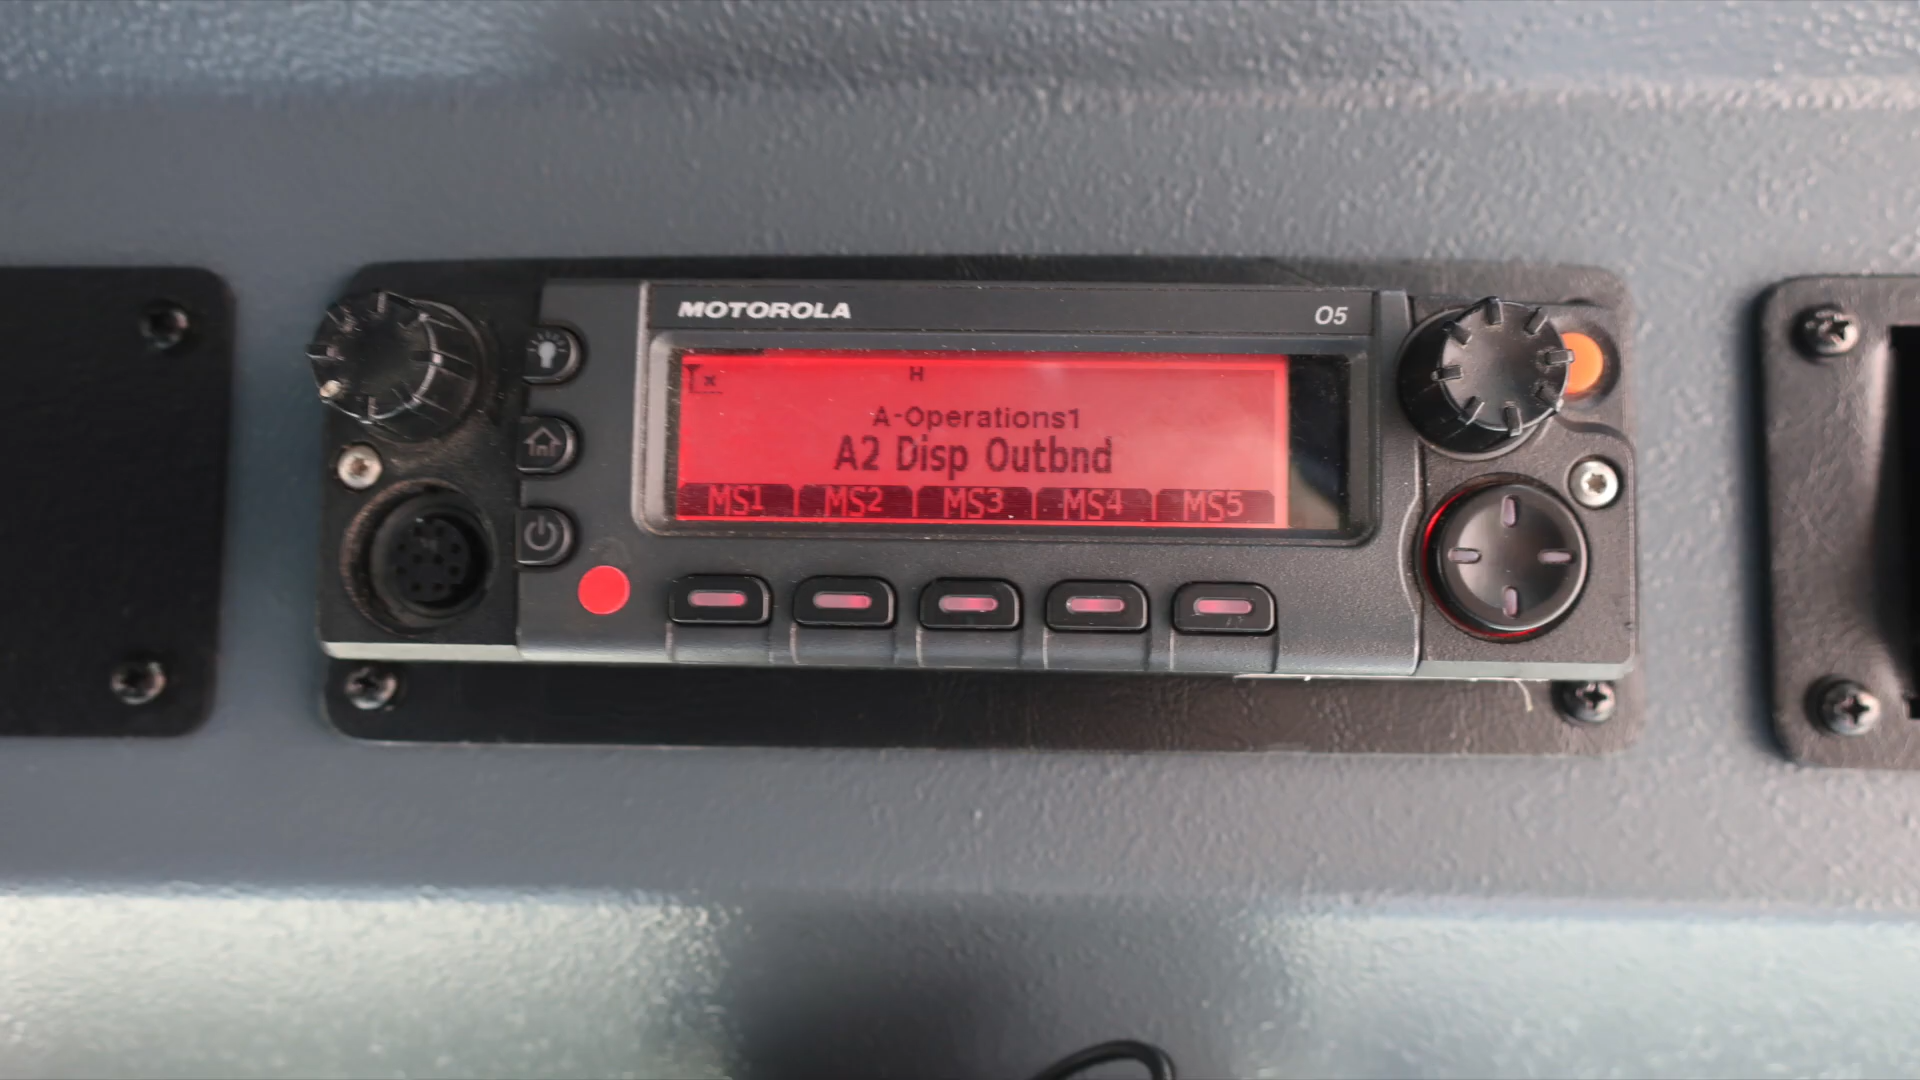 MOTOROLA O5
H
A-Operations1
A2 Disp Outbnd
MS1 MS2 MS3 MS4 MS5